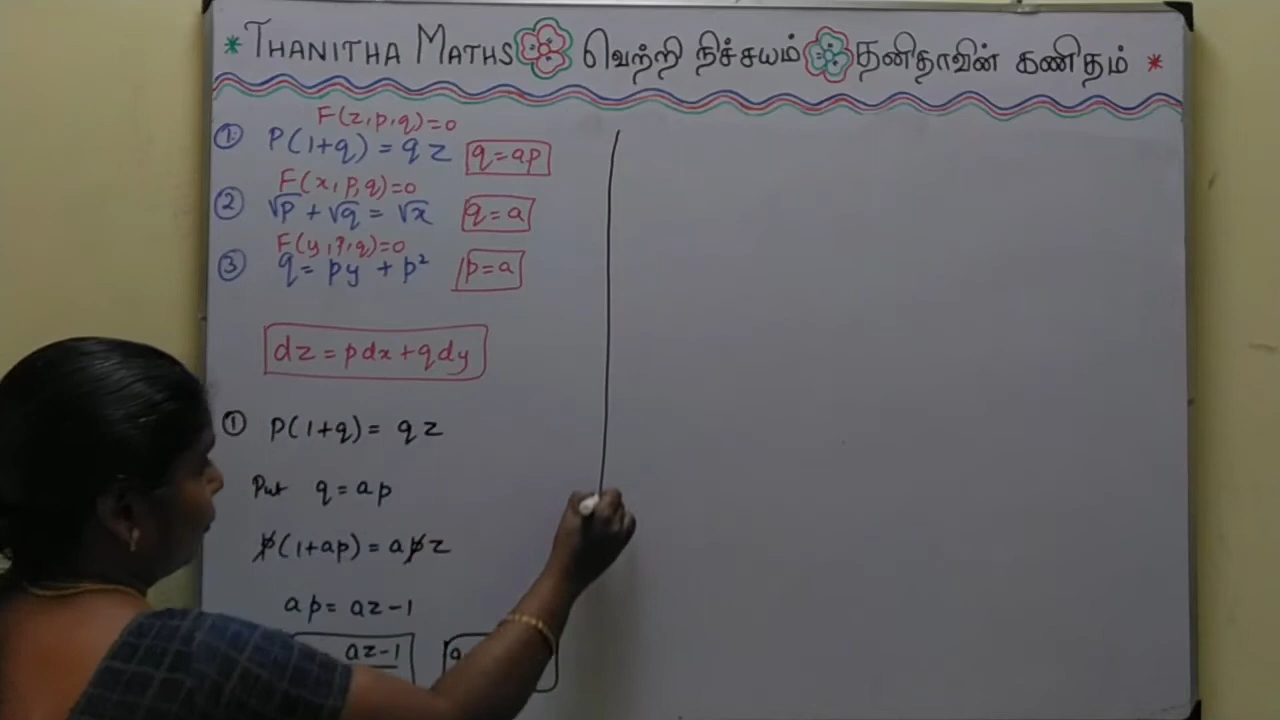 * THANITHA MATHS வெற்றி நிச்சயம் தனிதாவின் கணிதம் *
F(z,p,q)=0
① P(1+q) = qz q=ap
F(x,p,q)=0
② √p + √q = √x q=a
F(y,p,q)=0
③ q= py + p² p=a
dz = pdx+qdy
① P(1+q) = qz
Put q = ap
p(1+ap) = apz
ap = az-1
az-1